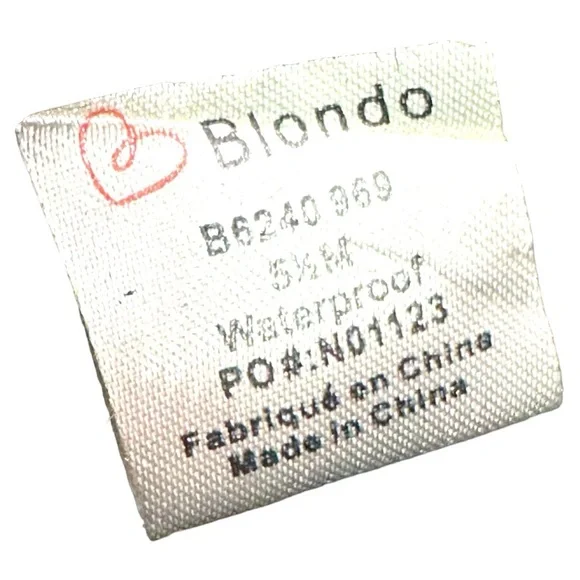 Blondo
B6240 969
5½M
Waterproof
PO#:N01123
Fabriqué en China
Made in China